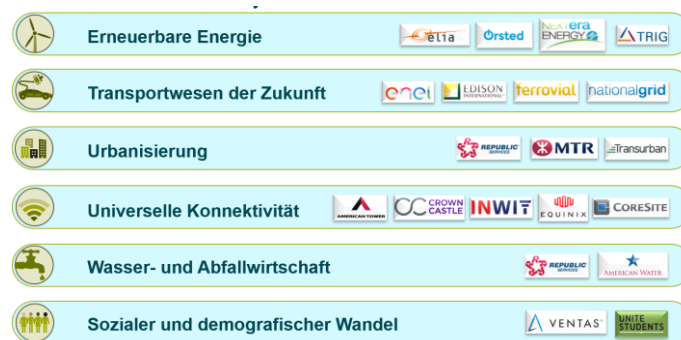 Erneuerbare Energie
elia Orsted NEXTera ENERGY TRIG
Transportwesen der Zukunft
enel EDISON INTERNATIONAL ferrovial nationalgrid
Urbanisierung
REPUBLIC SERVICES MTR Transurban
Universelle Konnektivität
AMERICAN TOWER CC CROWN CASTLE INWIT EQUINIX CORESITE
Wasser- und Abfallwirtschaft
REPUBLIC SERVICES AMERICAN WATER
Sozialer und demografischer Wandel
VENTAS UNITE STUDENTS